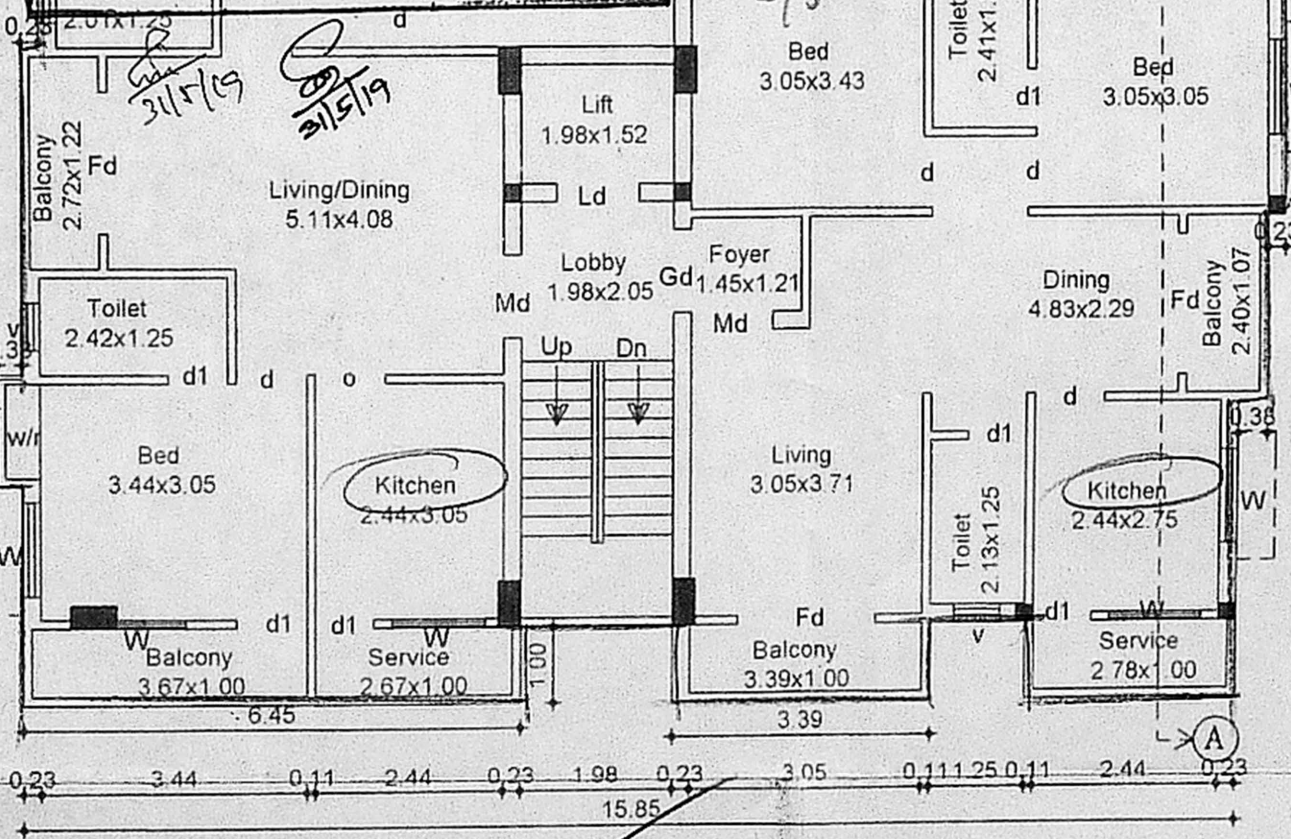 2.01x1.25
d
31/5/19
31/5/19
Bed
3.05x3.43
Toilet
2.41x1.
Bed
3.05x3.05
d1
Lift
1.98x1.52
Balcony
2.72x1.22
Fd
Living/Dining
5.11x4.08
Ld
d
d
0.23
Lobby
1.98x2.05
Gd
Foyer
1.45x1.21
Md
Md
Dining
4.83x2.29
Fd
Balcony
2.40x1.07
Toilet
2.42x1.25
v
d1
d
o
Up
Dn
d
0.38
w/r
Bed
3.44x3.05
Kitchen
2.44x3.05
Living
3.05x3.71
d1
Toilet
2.13x1.25
Kitchen
2.44x2.75
W
W
W
d1
d1
W
Fd
v
d1
W
Balcony
3.67x1.00
Service
2.67x1.00
1.00
Balcony
3.39x1.00
Service
2.78x1.00
6.45
3.39
A
0.23 3.44 0.11 2.44 0.23 1.98 0.23 3.05 0.11 1.25 0.11 2.44 0.23
15.85